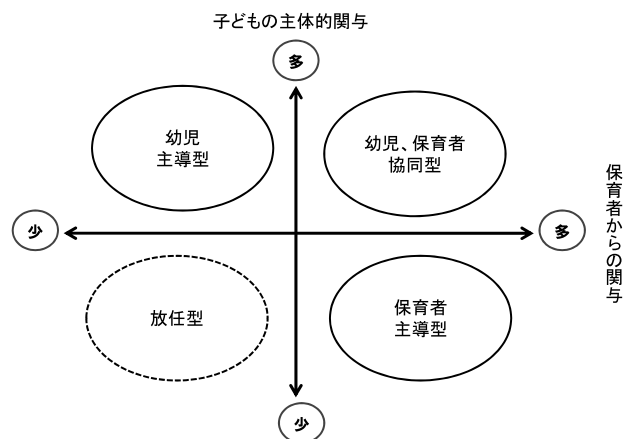 子どもの主体的関与
多
幼児
主導型
幼児、保育者
協同型
少
多
保育者からの関与
放任型
保育者
主導型
少